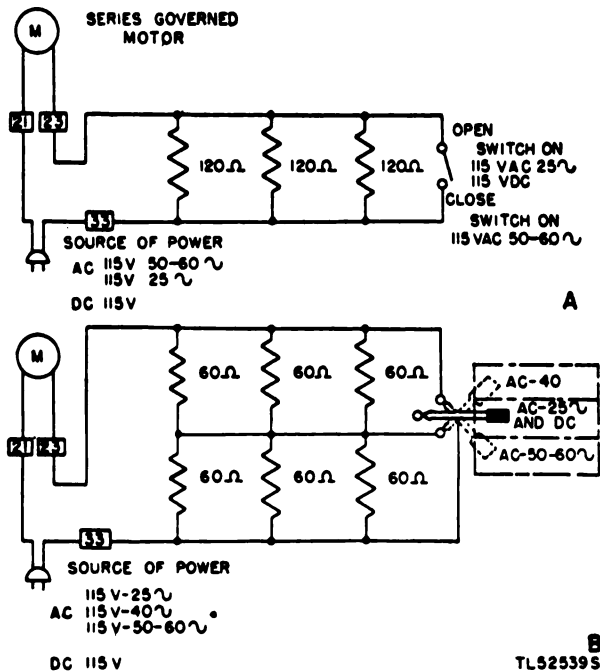 SERIES GOVERNED
MOTOR
M
21 23
120Ω 120Ω 120Ω
OPEN
SWITCH ON
115 VAC 25∿
115 VDC
CLOSE
SWITCH ON
115 VAC 50-60∿
33
SOURCE OF POWER
AC 115V 50-60∿
115V 25∿
DC 115V
A
M
60Ω 60Ω 60Ω
AC-40
AC-25∿
AND DC
AC-50-60∿
21 23
60Ω 60Ω 60Ω
33
SOURCE OF POWER
115V-25∿
AC 115V-40∿
115V-50-60∿
DC 115V
B
TL52539S